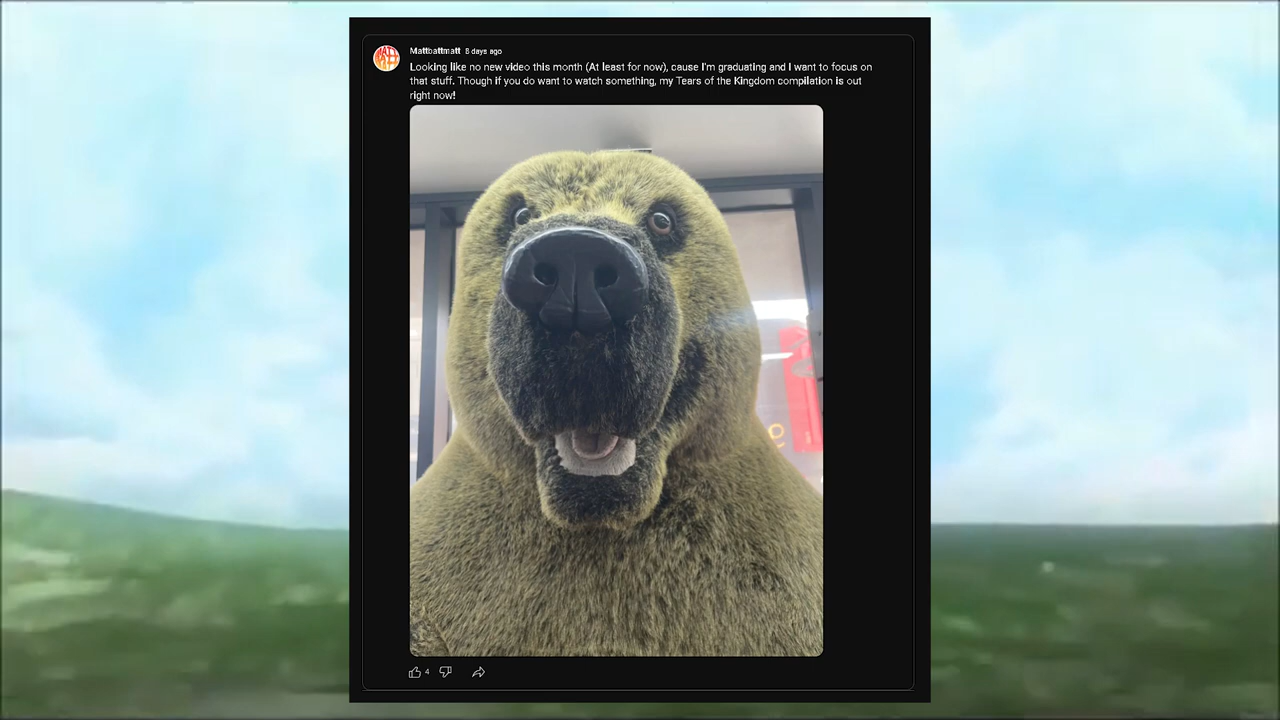 Mattbattmatt 8 days ago
Looking like no new video this month (At least for now), cause I'm graduating and I want to focus on
that stuff. Though if you do want to watch something, my Tears of the Kingdom compilation is out
right now!
4